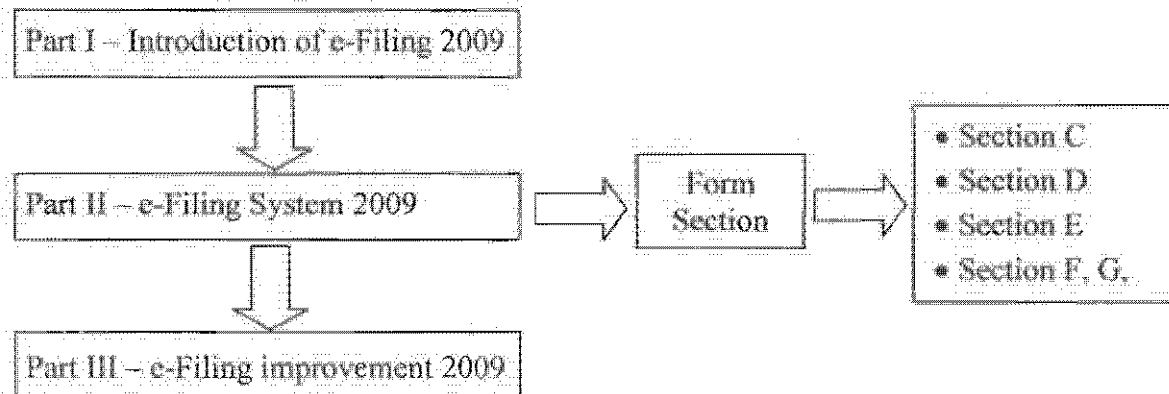 Part I – Introduction of e-Filing 2009
Part II – e-Filing System 2009
Form
Section
• Section C
• Section D
• Section E
• Section F, G,
Part III – e-Filing improvement 2009